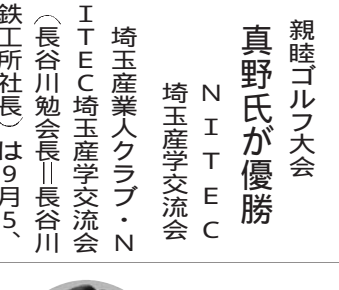 親睦ゴルフ大会
真野氏が優勝
ＮＩＴＥＣ
埼玉産学交流会
埼玉産業人クラブ・Ｎ
ＩＴＥＣ埼玉産学交流会
（長谷川勉会長＝長谷川
鉄工所社長）は９月５、